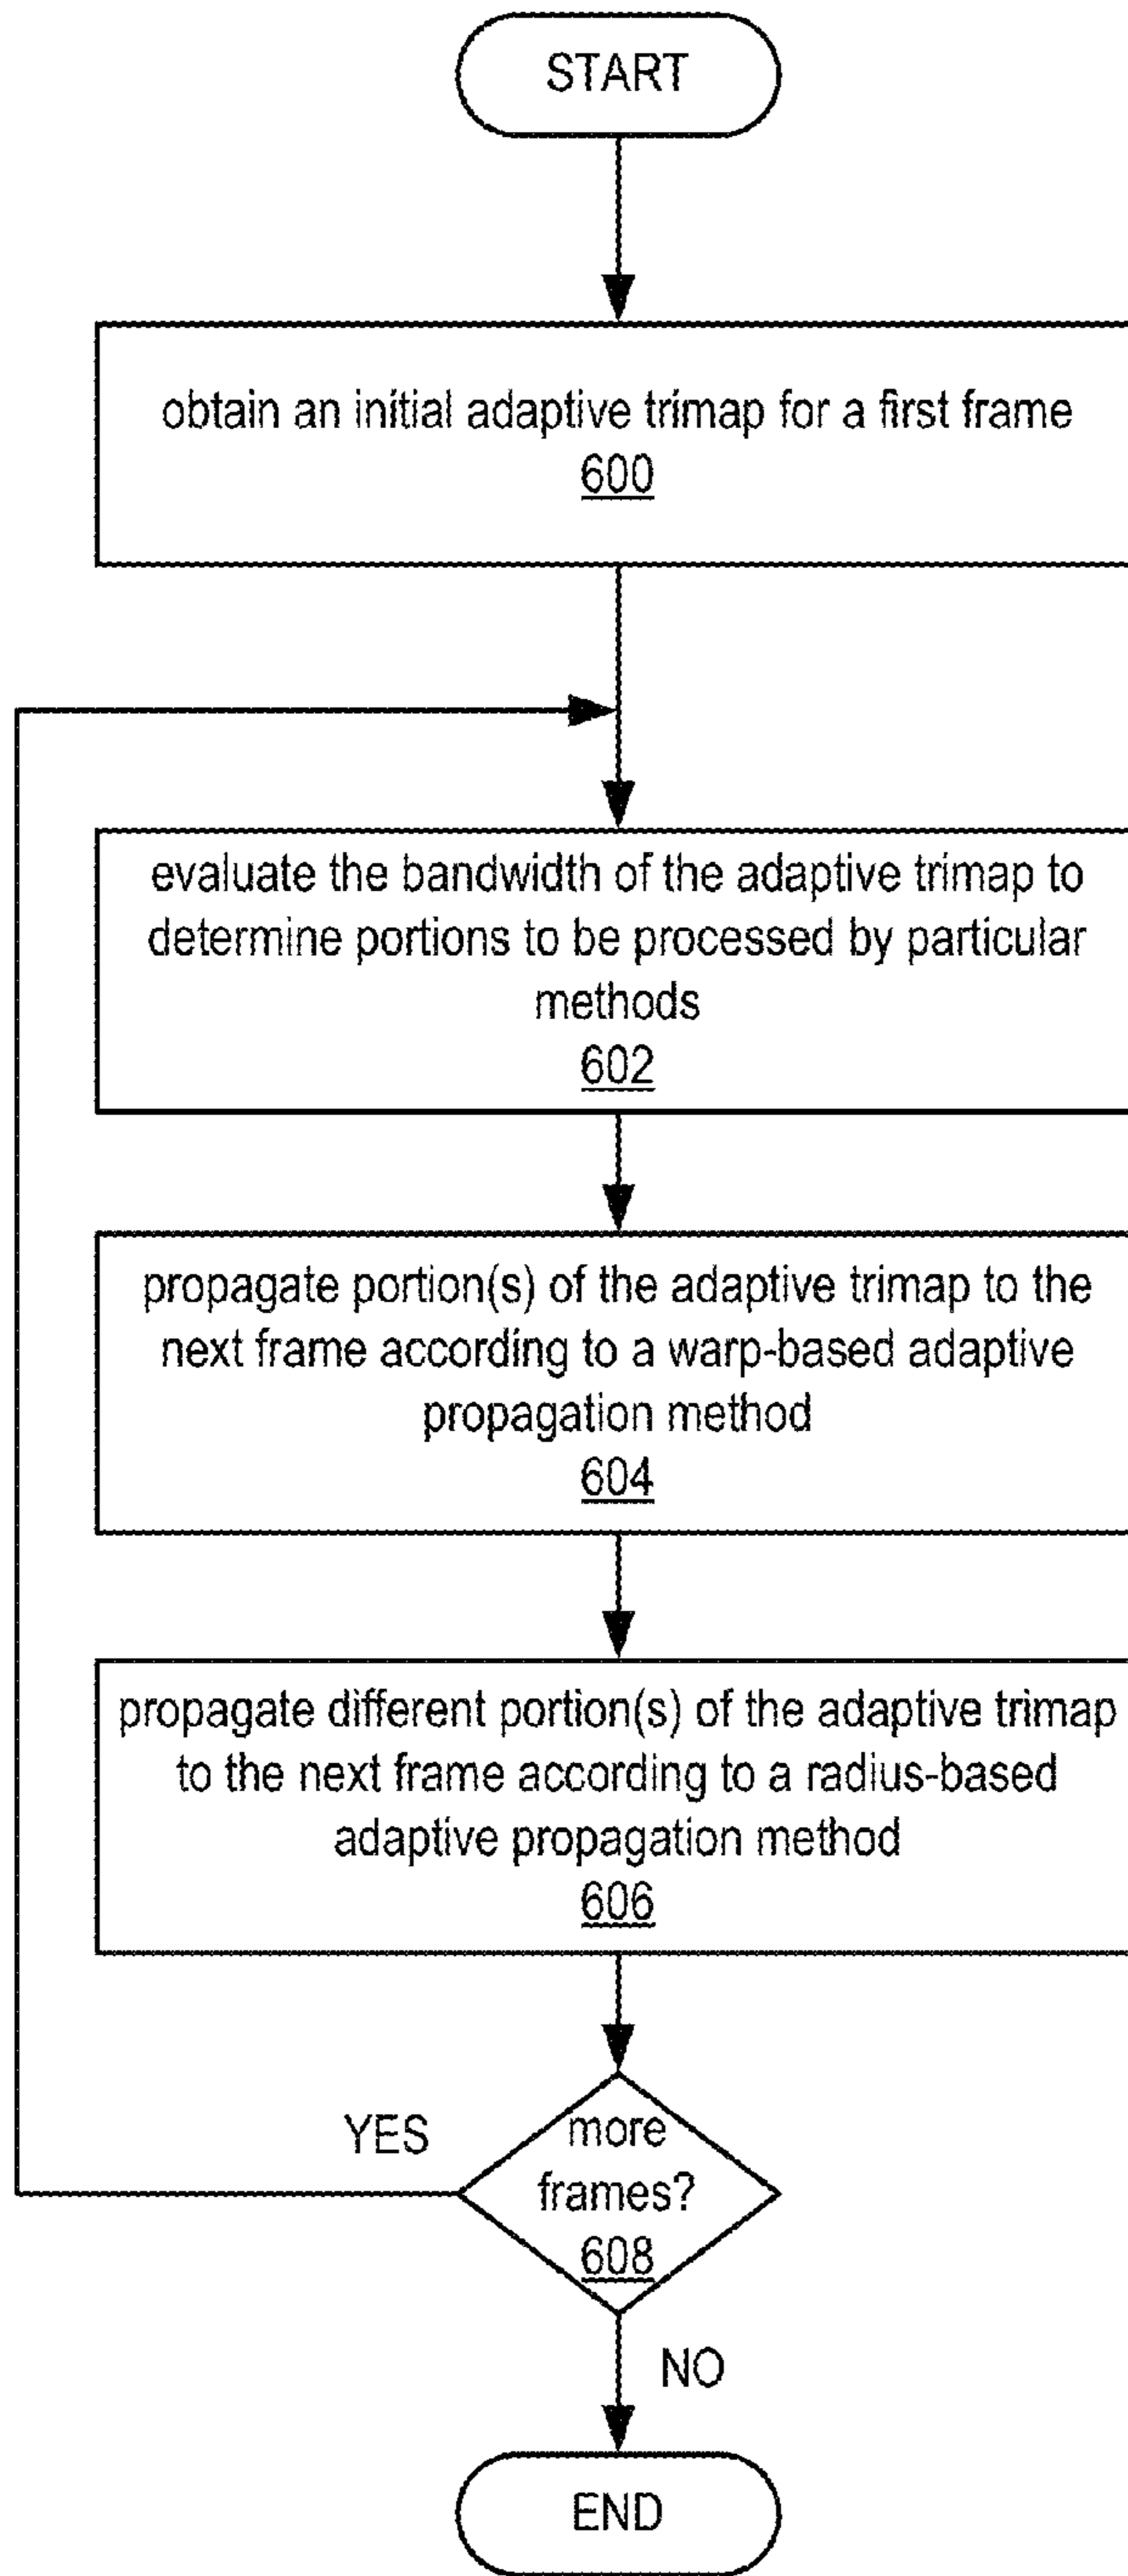 START
obtain an initial adaptive trimap for a first frame
600
evaluate the bandwidth of the adaptive trimap to
determine portions to be processed by particular
methods
602
propagate portion(s) of the adaptive trimap to the
next frame according to a warp-based adaptive
propagation method
604
propagate different portion(s) of the adaptive trimap
to the next frame according to a radius-based
adaptive propagation method
606
YES
more
frames?
608
NO
END